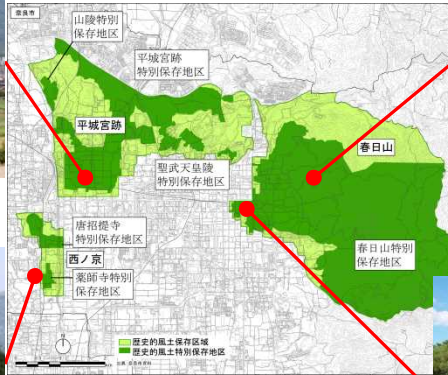 奈良市
山陵特別
保存地区
平城宮跡
特別保存地区
平城宮跡
春日山
聖武天皇陵
特別保存地区
唐招提寺
特別保存地区
西ノ京
薬師寺特別
保存地区
春日山特別
保存地区
歴史的風土保存区域
歴史的風土特別保存地区
N